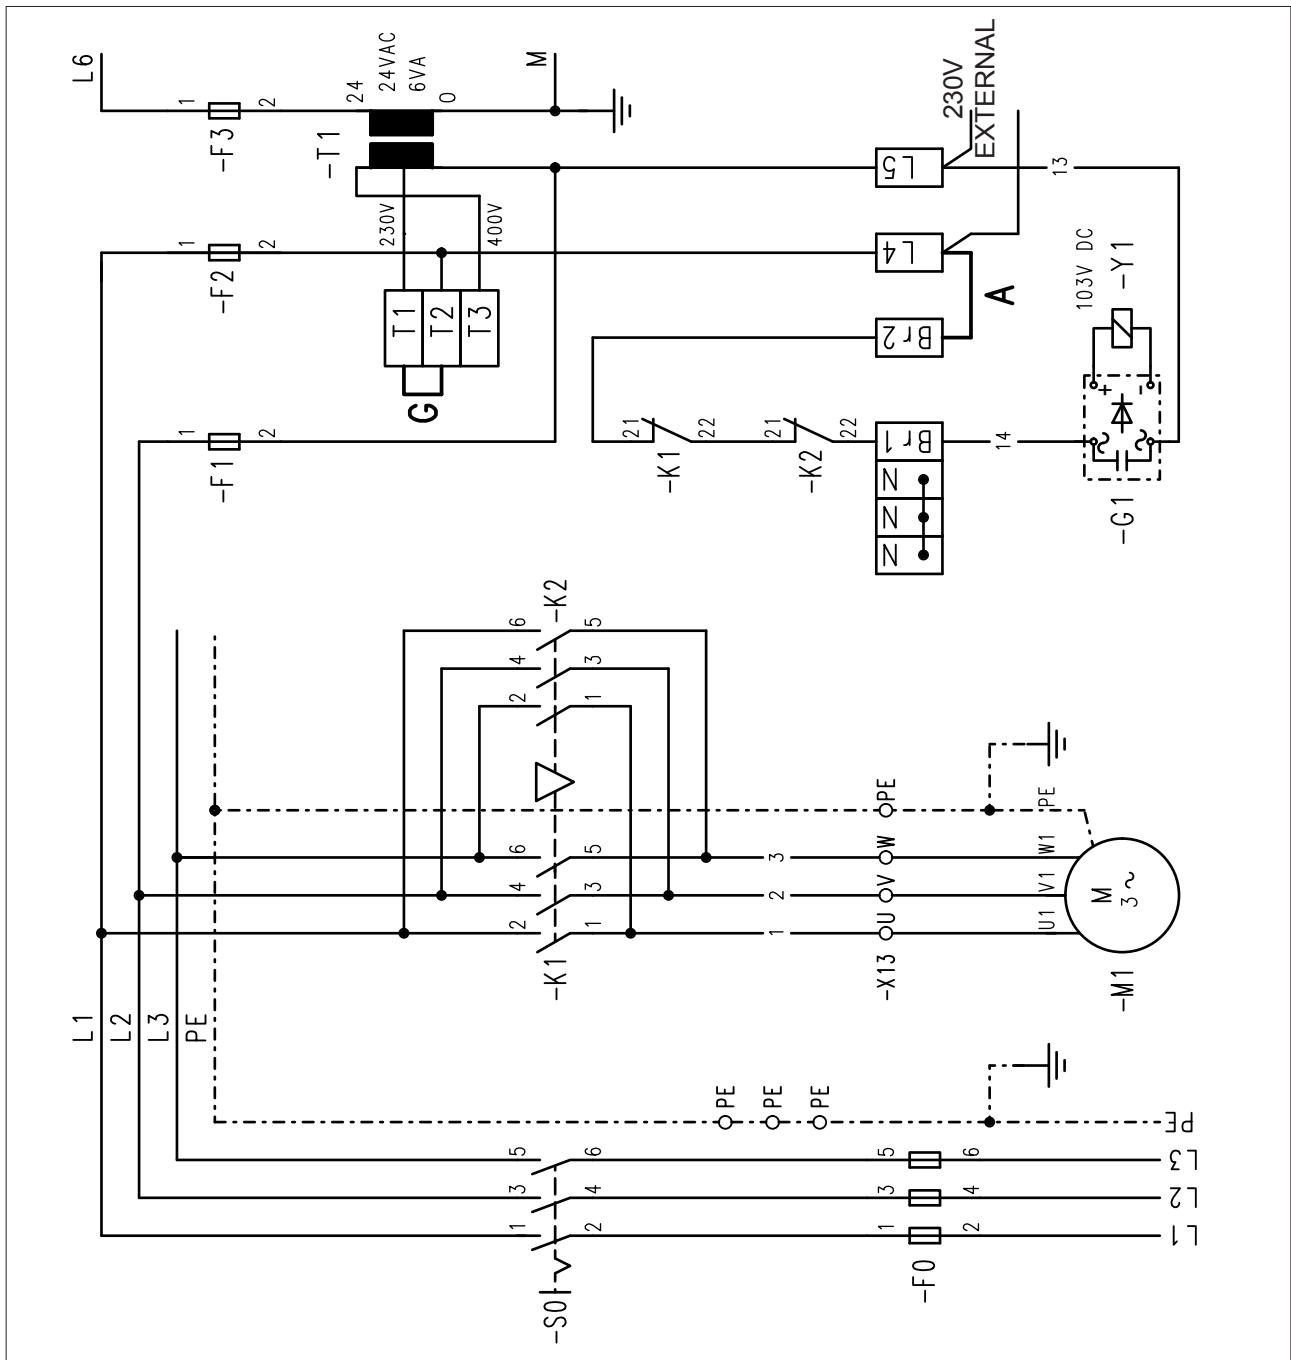 L1
L2
L3
PE
-S0
1
2
3
4
5
6
-F0
1
2
3
4
5
6
L1
L2
L3
PE
PE
PE
PE
-K1
2
1
4
3
6
5
-K2
2
1
4
3
6
5
1
2
3
-X13
U
V
W
PE
U1
V1
W1
PE
M
3~
-M1
-F1
1
2
-F2
1
2
-F3
1
2
L6
-T1
24
24VAC
6VA
0
M
230V
400V
T1
T2
T3
G
-K1
21
22
-K2
21
22
L5
L4
Br2
Br1
N
N
N
A
230V
EXTERNAL
13
14
103V DC
-Y1
+
-
-G1